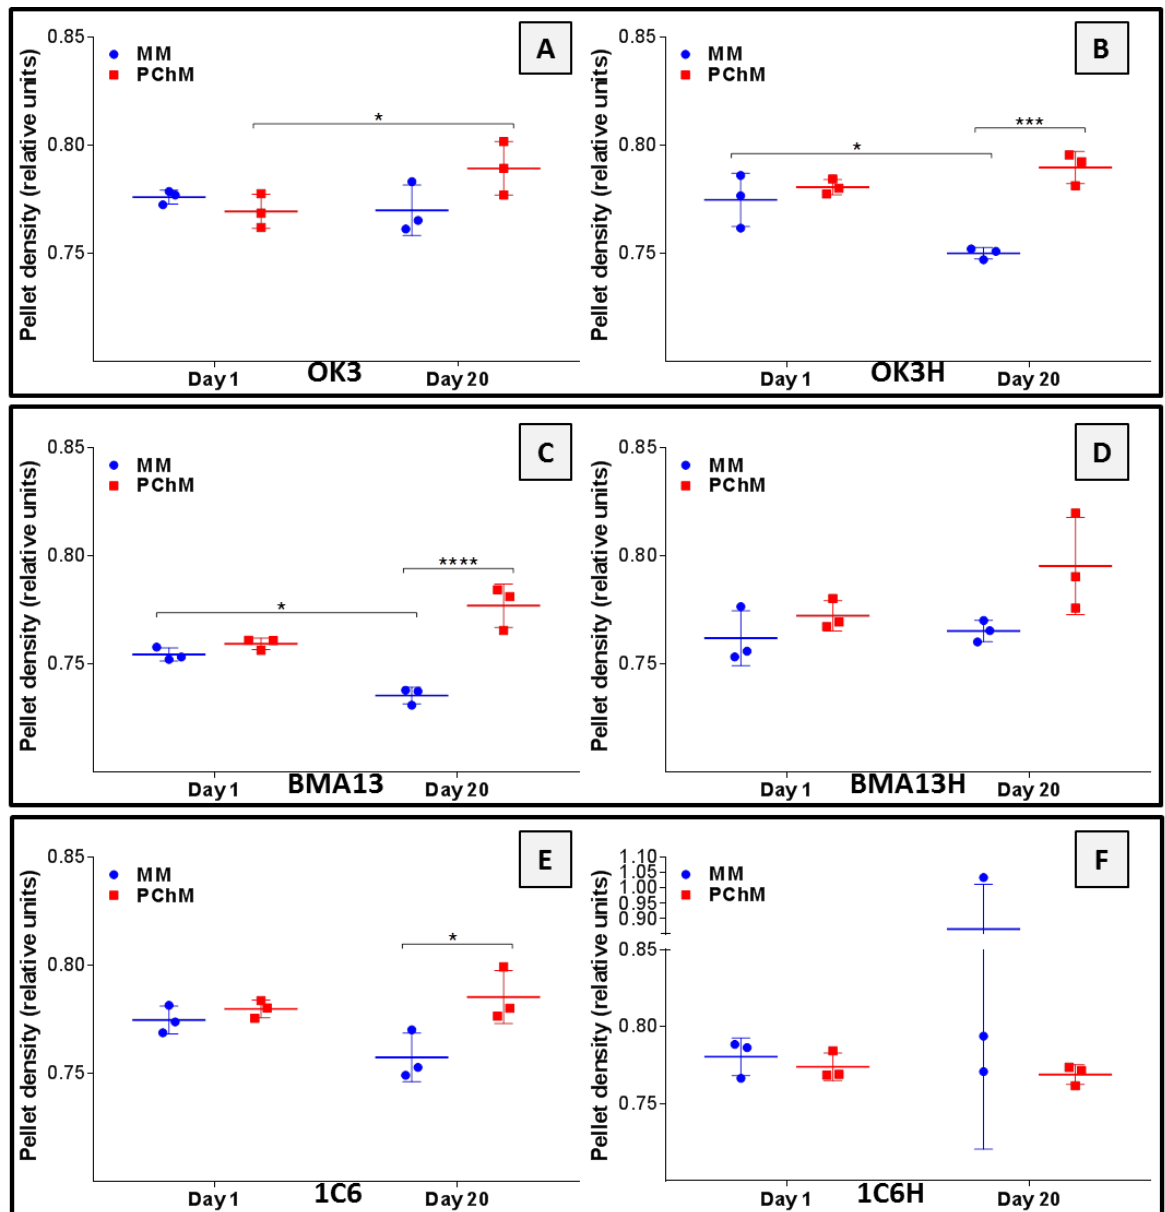 A
0.85
MM
PChM
Pellet density (relative units)
*
0.80
0.75
Day 1
OK3
Day 20
B
0.85
MM
PChM
Pellet density (relative units)
***
*
0.80
0.75
Day 1
OK3H
Day 20
C
0.85
MM
PChM
Pellet density (relative units)
****
*
0.80
0.75
Day 1
BMA13
Day 20
D
0.85
MM
PChM
Pellet density (relative units)
0.80
0.75
Day 1
BMA13H
Day 20
E
0.85
MM
PChM
Pellet density (relative units)
*
0.80
0.75
Day 1
1C6
Day 20
F
1.10
1.05
1.00
0.95
0.90
0.85
MM
PChM
Pellet density (relative units)
0.80
0.75
Day 1
1C6H
Day 20